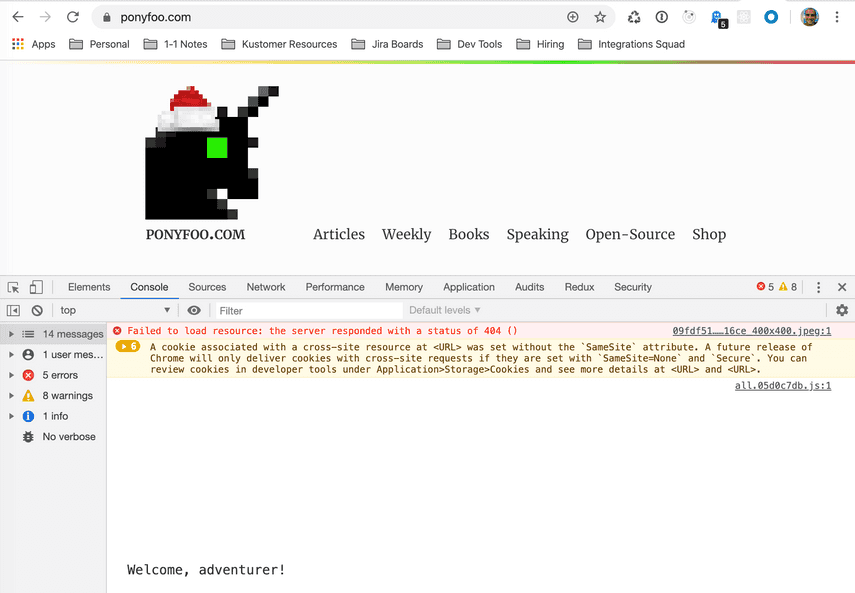 ponyfoo.com
5
Apps Personal 1-1 Notes Kustomer Resources Jira Boards Dev Tools Hiring Integrations Squad
PONYFOO.COM
Articles Weekly Books Speaking Open-Source Shop
Elements Console Sources Network Performance Memory Application Audits Redux Security 5 8
top Filter Default levels
14 messages
1 user mes...
5 errors
8 warnings
1 info
No verbose
Failed to load resource: the server responded with a status of 404 () 09fdf51……16ce 400x400.jpeg:1
6 A cookie associated with a cross-site resource at <URL> was set without the `SameSite` attribute. A future release of
Chrome will only deliver cookies with cross-site requests if they are set with `SameSite=None` and `Secure`. You can
review cookies in developer tools under Application>Storage>Cookies and see more details at <URL> and <URL>.
all.05d0c7db.js:1
Welcome, adventurer!